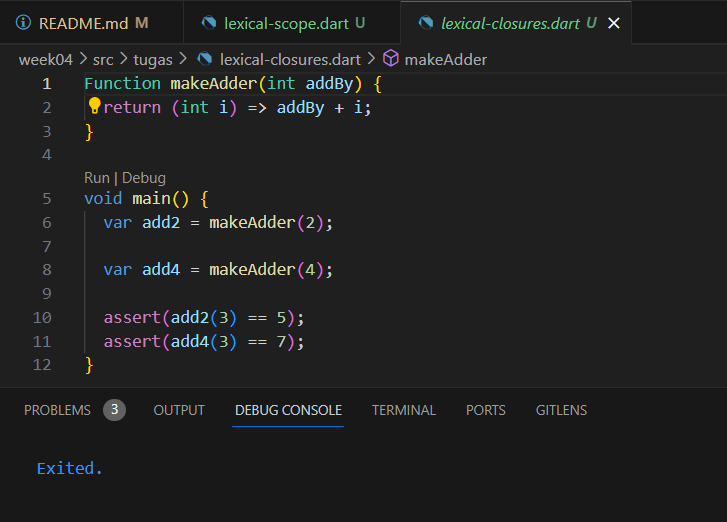 README.md M lexical-scope.dart U lexical-closures.dart U
week04 > src > tugas > lexical-closures.dart > makeAdder
1 Function makeAdder(int addBy) {
2 return (int i) => addBy + i;
3 }
4
Run | Debug
5 void main() {
6 var add2 = makeAdder(2);
7
8 var add4 = makeAdder(4);
9
10 assert(add2(3) == 5);
11 assert(add4(3) == 7);
12 }
PROBLEMS 3 OUTPUT DEBUG CONSOLE TERMINAL PORTS GITLENS
Exited.